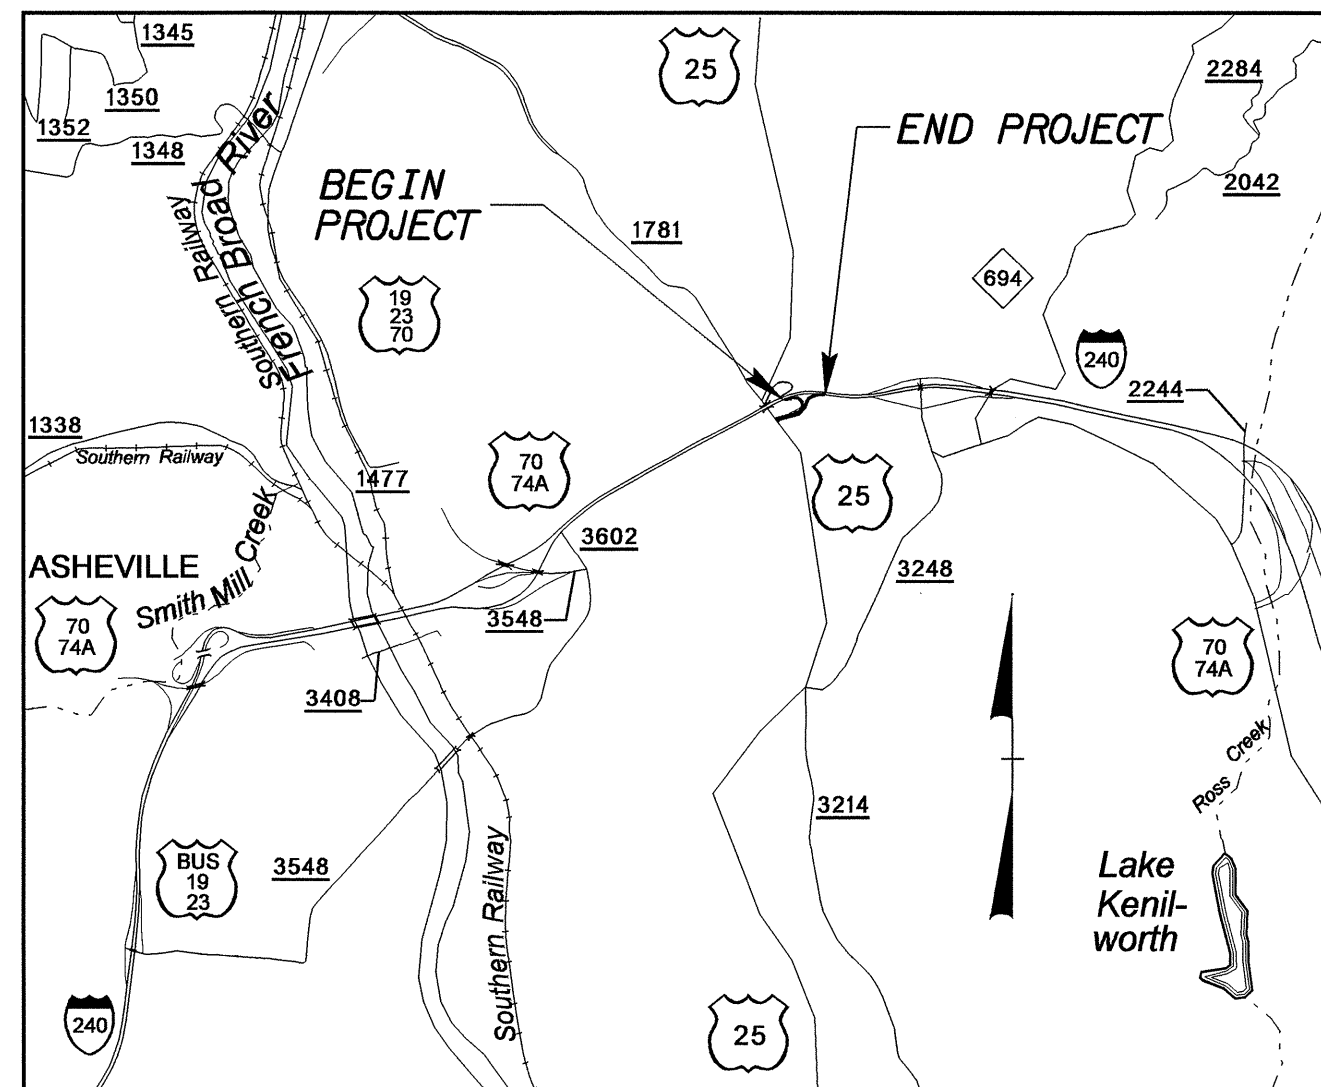 1345
25
2284
1350
1352
1348
French Broad River
Southern Railway
END PROJECT
BEGIN
PROJECT
2042
1781
694
19
23
70
240
2244
1338
Southern Railway
70
74A
1477
25
Smith Mill Creek
3602
ASHEVILLE
3248
70
74A
3548
70
74A
3408
Ross Creek
3214
BUS
19
23
3548
Southern Railway
Lake
Kenil-
worth
240
25